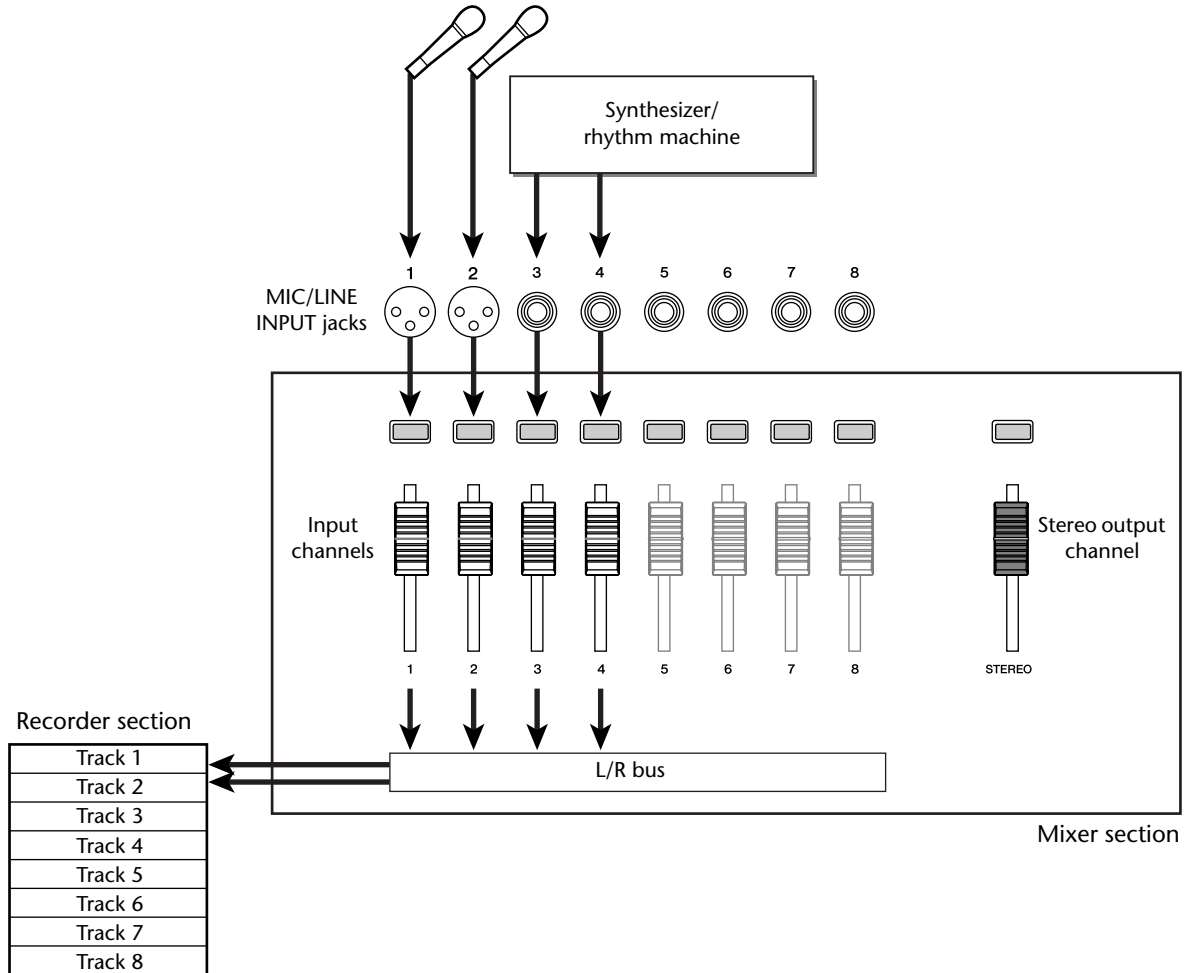 Synthesizer/
rhythm machine
1 2 3 4 5 6 7 8
MIC/LINE
INPUT jacks
Input
channels
Stereo output
channel
1 2 3 4 5 6 7 8 STEREO
Recorder section
L/R bus
Track 1
Track 2
Track 3
Track 4
Track 5
Track 6
Track 7
Track 8
Mixer section